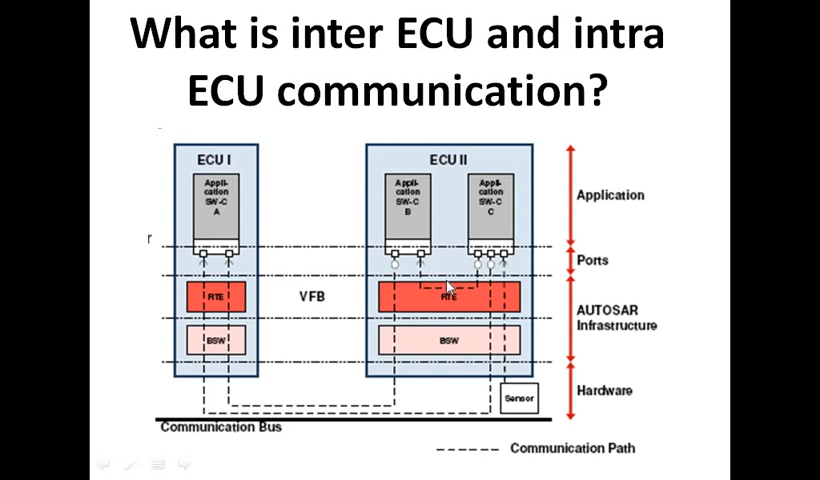 What is inter ECU and intra
ECU communication?
ECU I
ECU II
Appli-
cation
SW-C
A
Appli-
cation
SW-C
B
Appli-
cation
SW-C
C
Application
r
Ports
RTE
VFB
RTE
AUTOSAR
Infrastructure
BSW
BSW
Hardware
Sensor
Communication Bus
Communication Path